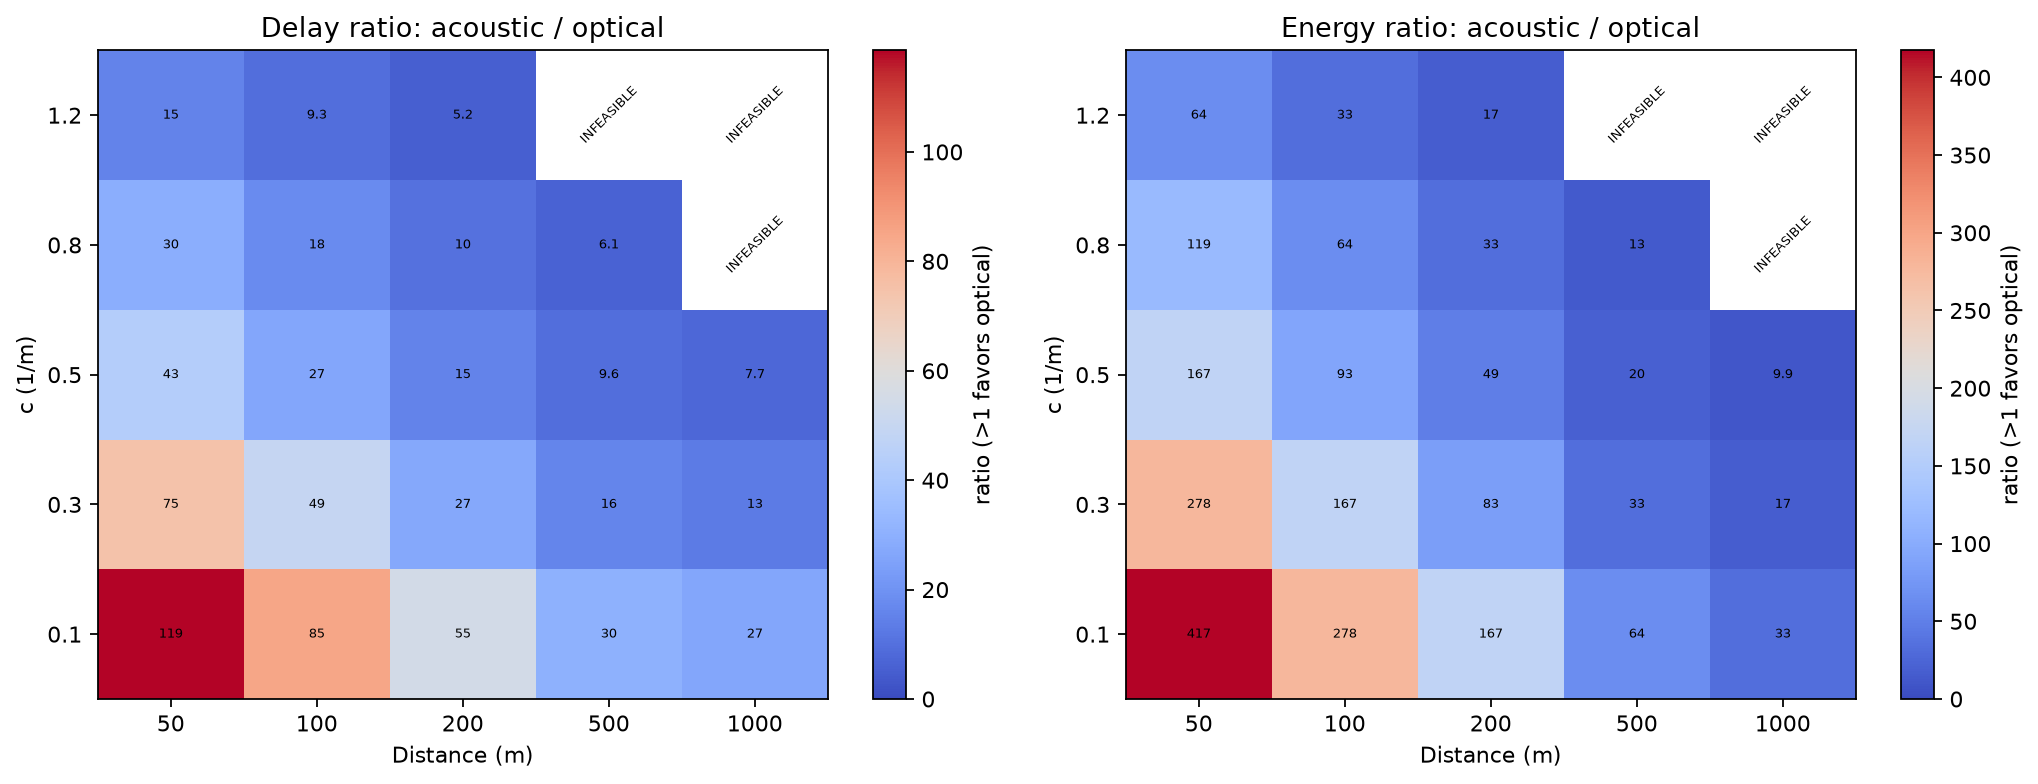 Delay ratio: acoustic / optical
c (1/m)
1.2 15 9.3 5.2 INFEASIBLE INFEASIBLE
0.8 30 18 10 6.1 INFEASIBLE
0.5 43 27 15 9.6 7.7
0.3 75 49 27 16 13
0.1 119 85 55 30 27
50 100 200 500 1000
Distance (m)
100
80
60
40
20
0
ratio (>1 favors optical)
Energy ratio: acoustic / optical
c (1/m)
1.2 64 33 17 INFEASIBLE INFEASIBLE
0.8 119 64 33 13 INFEASIBLE
0.5 167 93 49 20 9.9
0.3 278 167 83 33 17
0.1 417 278 167 64 33
50 100 200 500 1000
Distance (m)
400
350
300
250
200
150
100
50
0
ratio (>1 favors optical)